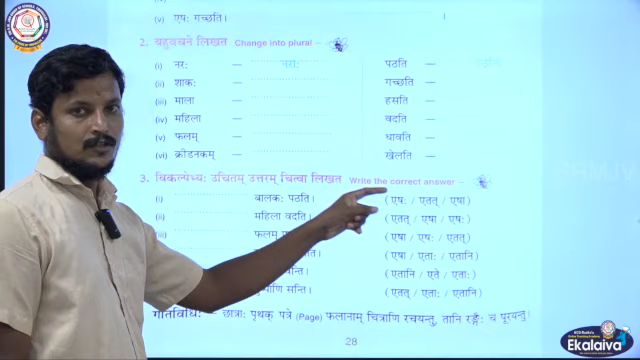 (v) एषः गच्छति।
2. बहुवचने लिखत Change into plural –
(i) नरः — नराः पठति —
(ii) शाकः — गच्छति —
(iii) माला — हसति —
(iv) महिला — वदति —
(v) फलम् — धावति —
(vi) क्रीडनकम् — खेलति —
3. विकल्पेभ्यः उचितम् उत्तरम् चित्वा लिखत Write the correct answer –
(i) बालकः पठति। (एषः / एतत् / एषा)
(ii) महिला वदति। (एतत् / एषा / एषः)
(iii) फलम् (एषा / एषः / एतत्)
(एषा / एताः / एतानि)
(एतानि / एते / एताः)
सन्ति। (एतत् / एताः / एतानि)
गतिविधिः – छात्राः पृथक् पत्रे (Page) फलानाम् चित्राणि रचयन्तु, तानि रङ्गैः च पूरयन्तु।
28
Ekalaiva